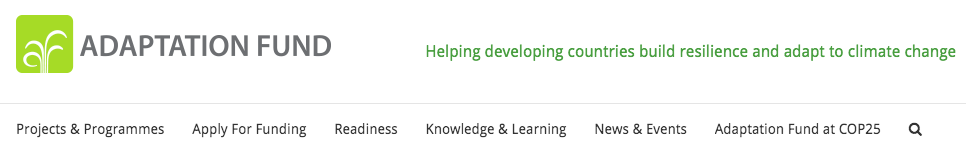 ADAPTATION FUND
Helping developing countries build resilience and adapt to climate change
Projects & Programmes Apply For Funding Readiness Knowledge & Learning News & Events Adaptation Fund at COP25